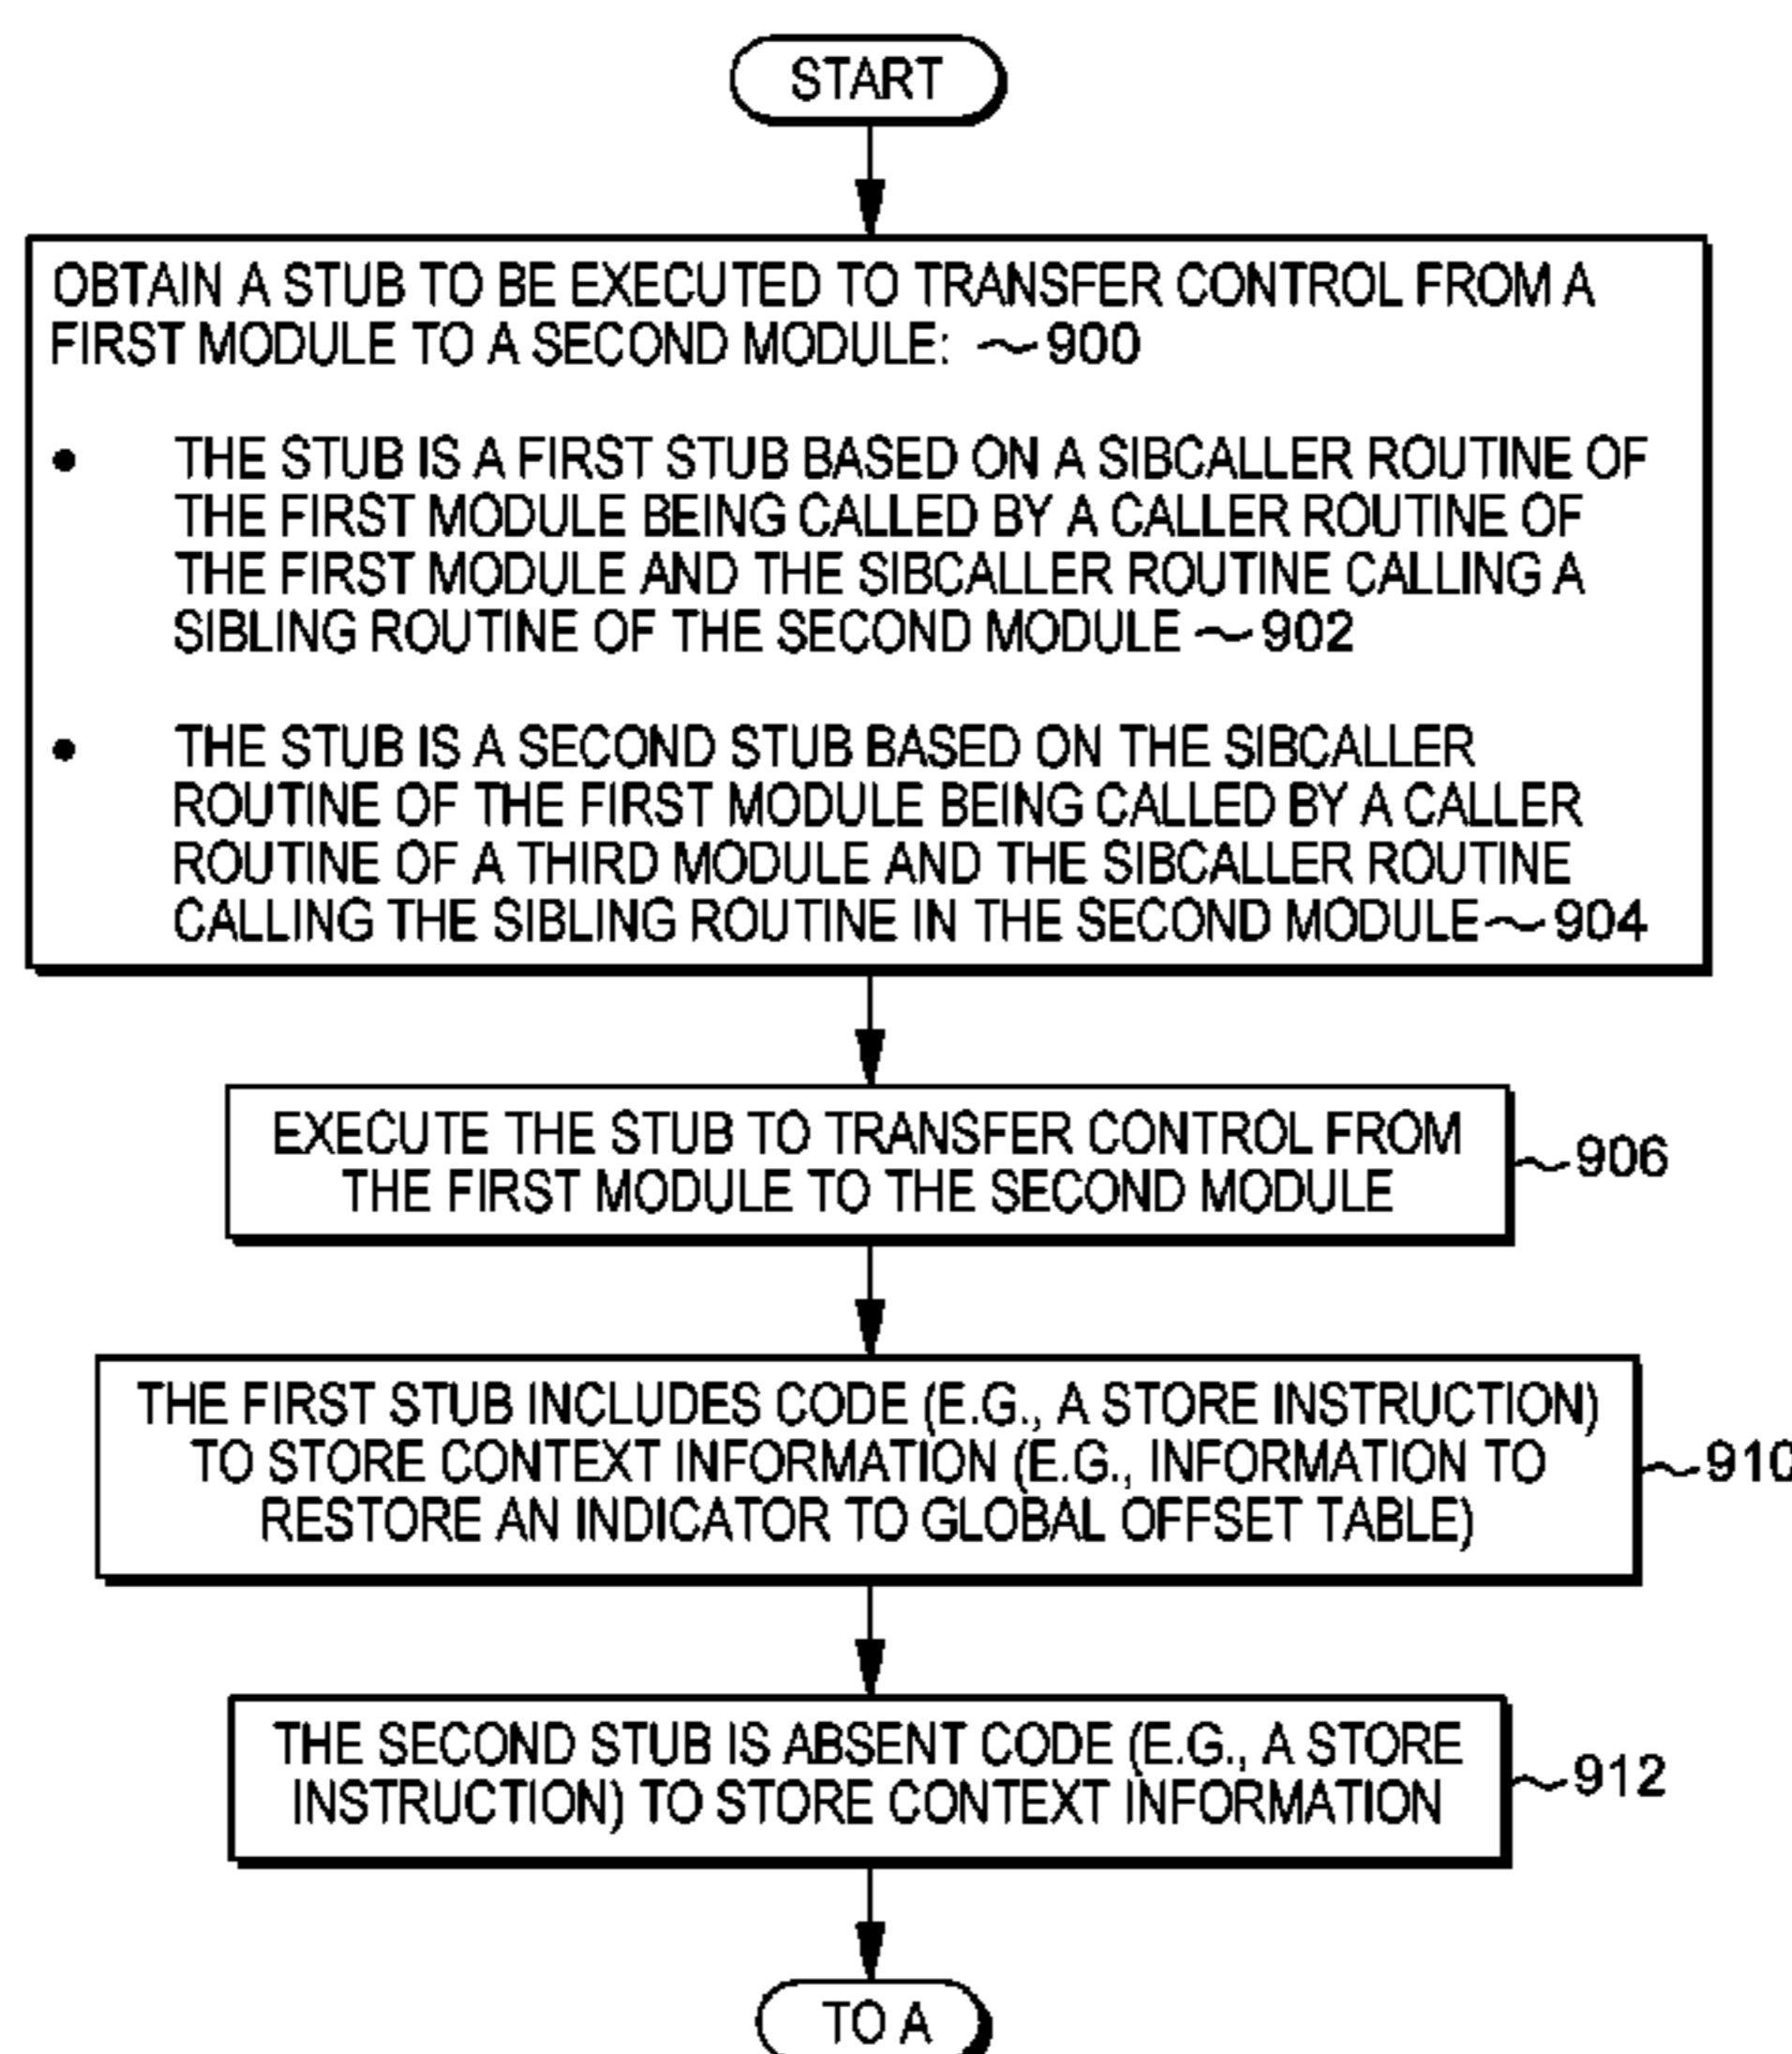 START
OBTAIN A STUB TO BE EXECUTED TO TRANSFER CONTROL FROM A
FIRST MODULE TO A SECOND MODULE: ~900
• THE STUB IS A FIRST STUB BASED ON A SIBCALLER ROUTINE OF
THE FIRST MODULE BEING CALLED BY A CALLER ROUTINE OF
THE FIRST MODULE AND THE SIBCALLER ROUTINE CALLING A
SIBLING ROUTINE OF THE SECOND MODULE ~902
• THE STUB IS A SECOND STUB BASED ON THE SIBCALLER
ROUTINE OF THE FIRST MODULE BEING CALLED BY A CALLER
ROUTINE OF A THIRD MODULE AND THE SIBCALLER ROUTINE
CALLING THE SIBLING ROUTINE IN THE SECOND MODULE ~904
EXECUTE THE STUB TO TRANSFER CONTROL FROM
THE FIRST MODULE TO THE SECOND MODULE
~906
THE FIRST STUB INCLUDES CODE (E.G., A STORE INSTRUCTION)
TO STORE CONTEXT INFORMATION (E.G., INFORMATION TO
RESTORE AN INDICATOR TO GLOBAL OFFSET TABLE)
~910
THE SECOND STUB IS ABSENT CODE (E.G., A STORE
INSTRUCTION) TO STORE CONTEXT INFORMATION
~912
TO A